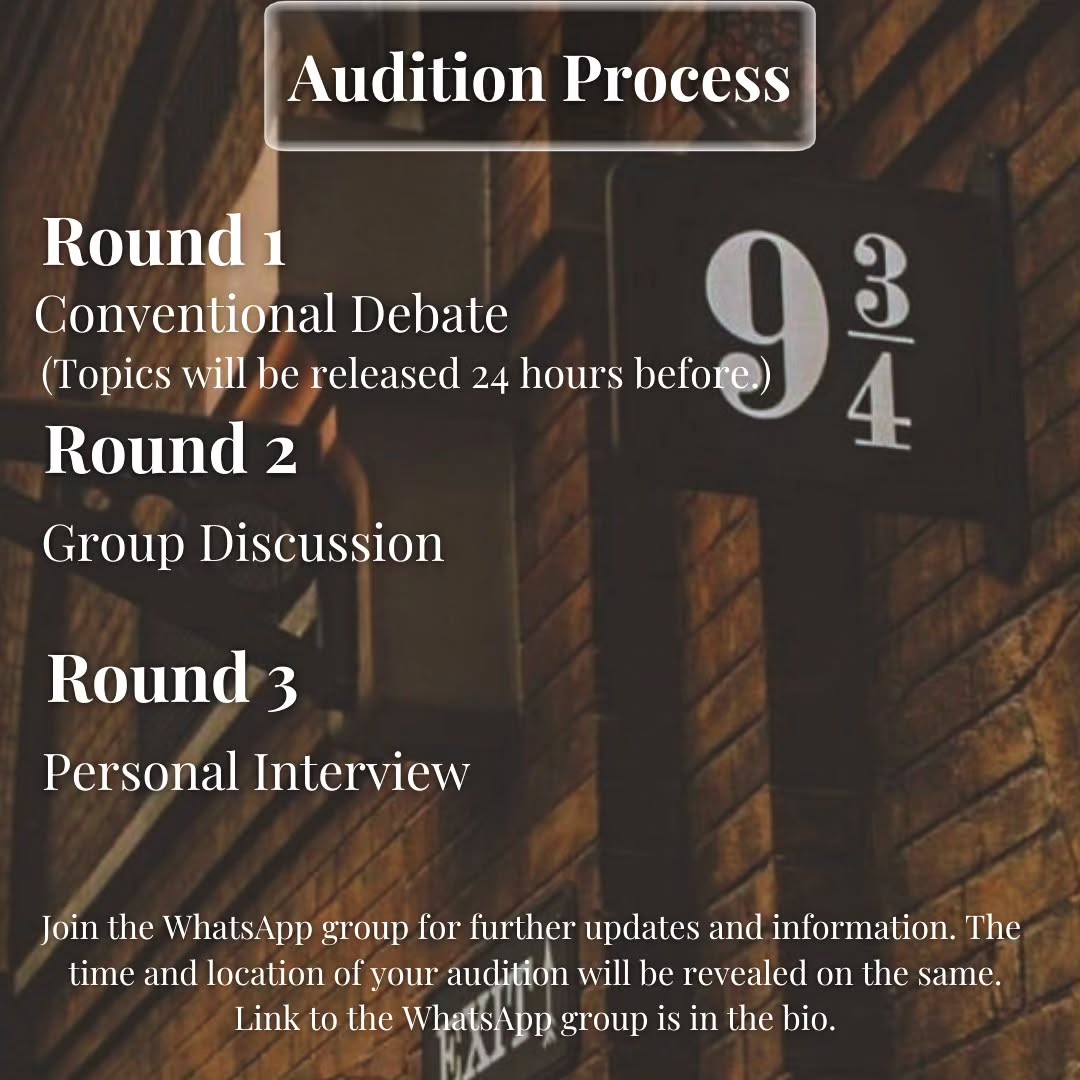 Audition Process
Round 1
Conventional Debate
(Topics will be released 24 hours before.)
9 3/4
Round 2
Group Discussion
Round 3
Personal Interview
Join the WhatsApp group for further updates and information. The
time and location of your audition will be revealed on the same.
Link to the WhatsApp group is in the bio.
EXIT